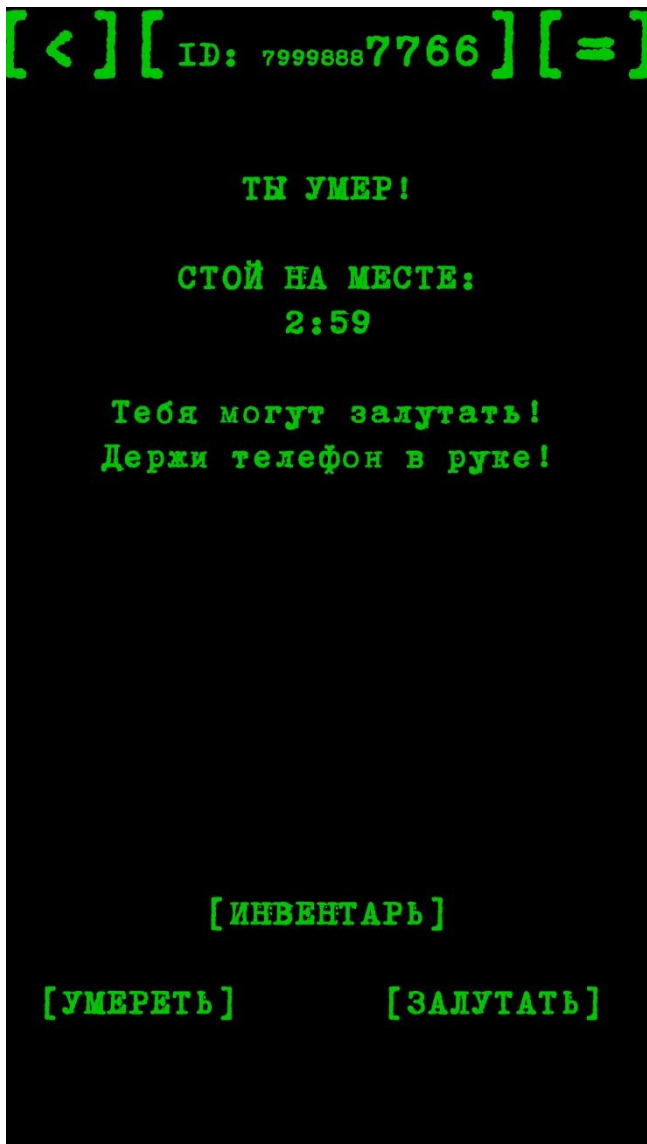 [<][ID: 79998887766][=]
ТЫ УМЕР!
СТОЙ НА МЕСТЕ:
2:59
Тебя могут залутать!
Держи телефон в руке!
[ИНВЕНТАРЬ]
[УМЕРЕТЬ] [ЗАЛУТАТЬ]